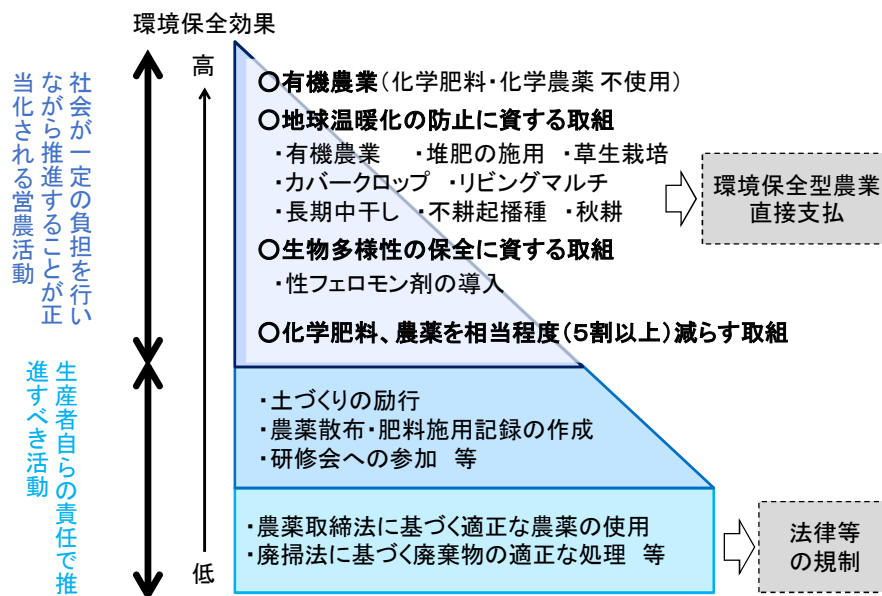 環境保全効果
高
低
社会が一定の負担を行い
ながら推進することが正
当化される営農活動
生産者自らの責任で推
進すべき活動
○有機農業（化学肥料・化学農薬 不使用）
○地球温暖化の防止に資する取組
・有機農業　・堆肥の施用　・草生栽培
・カバークロップ　・リビングマルチ
・長期中干し　・不耕起播種　・秋耕
○生物多様性の保全に資する取組
・性フェロモン剤の導入
○化学肥料、農薬を相当程度（５割以上）減らす取組
環境保全型農業
直接支払
・土づくりの励行
・農薬散布・肥料施用記録の作成
・研修会への参加　等
・農薬取締法に基づく適正な農薬の使用
・廃掃法に基づく廃棄物の適正な処理　等
法律等
の規制